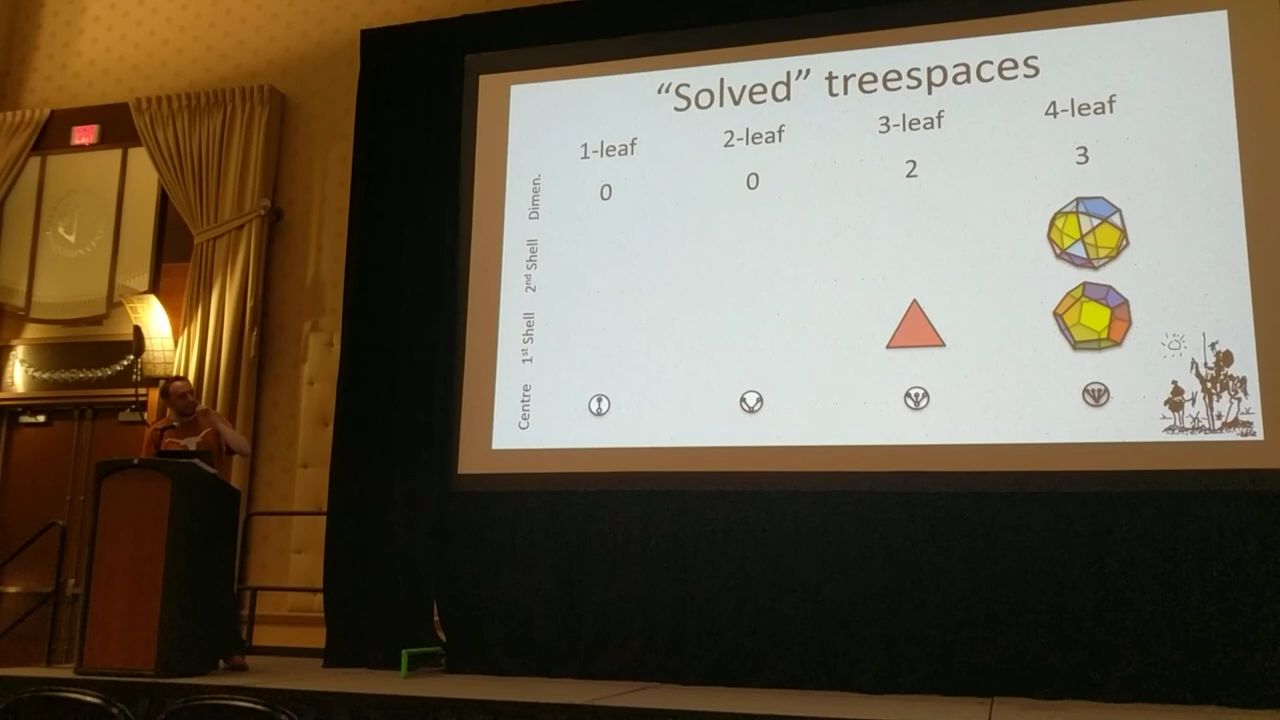 “Solved” treespaces
1-leaf 2-leaf 3-leaf 4-leaf
Dimen. 0 0 2 3
2nd Shell
1st Shell
Centre